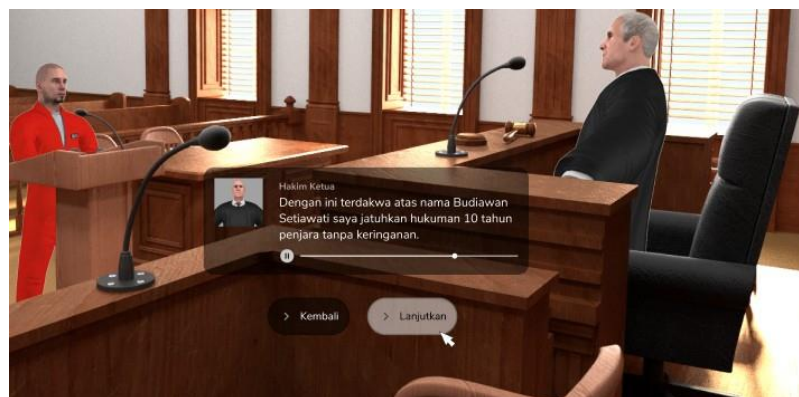 Hakim Ketua
Dengan ini terdakwa atas nama Budiawan
Setiawati saya jatuhkan hukuman 10 tahun
penjara tanpa keringanan.
Kembali
Lanjutkan